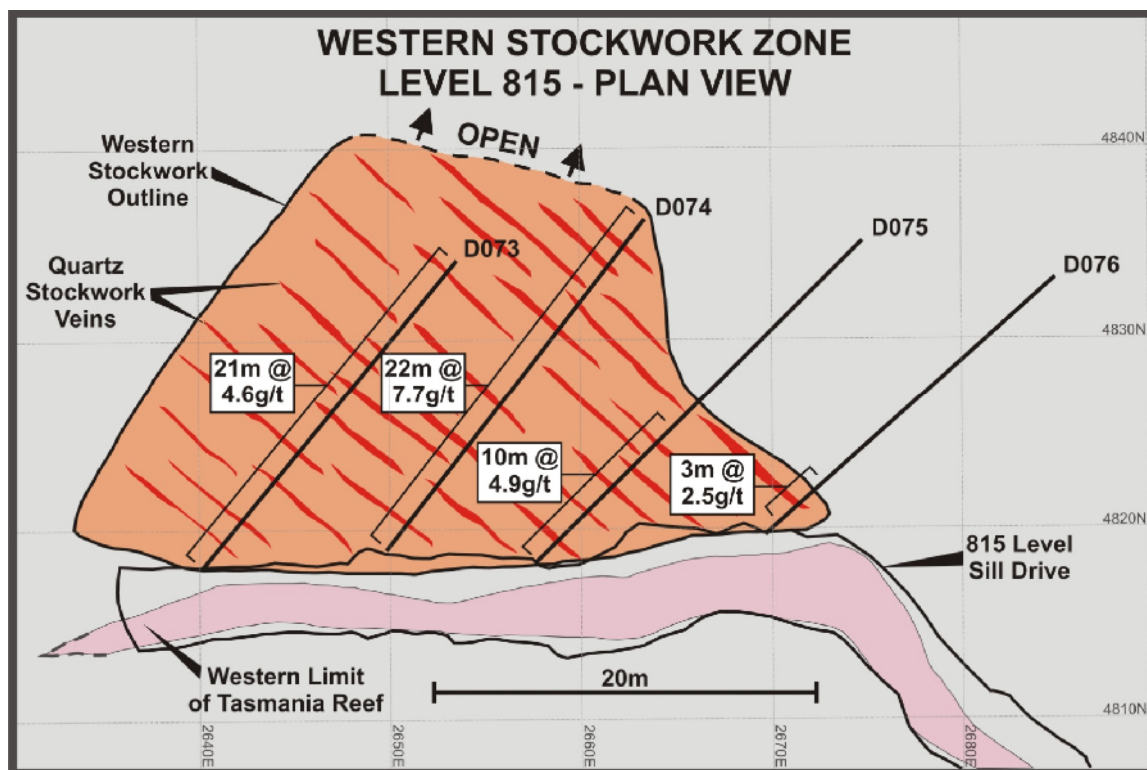 WESTERN STOCKWORK ZONE
LEVEL 815 - PLAN VIEW
OPEN
4840N
Western
Stockwork
Outline
D074
D075
D073
D076
Quartz
Stockwork
Veins
4830N
21m @
4.6g/t
22m @
7.7g/t
10m @
4.9g/t
3m @
2.5g/t
4820N
815 Level
Sill Drive
Western Limit
of Tasmania Reef
20m
4810N
2640E
2650E
2660E
2670E
2680E